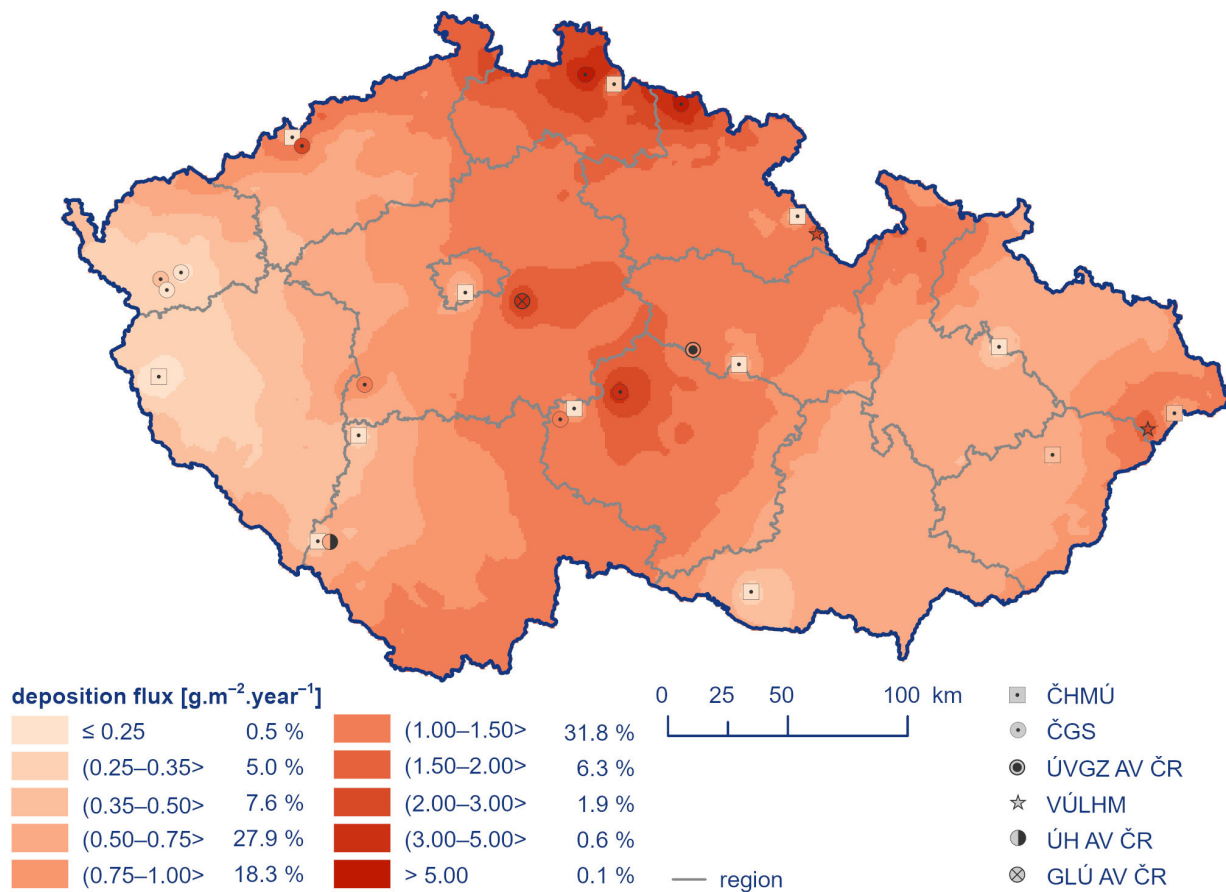 deposition flux [g.m⁻².year⁻¹]
≤ 0.25 0.5 %
(0.25–0.35> 5.0 %
(0.35–0.50> 7.6 %
(0.50–0.75> 27.9 %
(0.75–1.00> 18.3 %
(1.00–1.50> 31.8 %
(1.50–2.00> 6.3 %
(2.00–3.00> 1.9 %
(3.00–5.00> 0.6 %
> 5.00 0.1 %
0 25 50 100 km
region
ČHMÚ
ČGS
ÚVGZ AV ČR
VÚLHM
ÚH AV ČR
GLÚ AV ČR